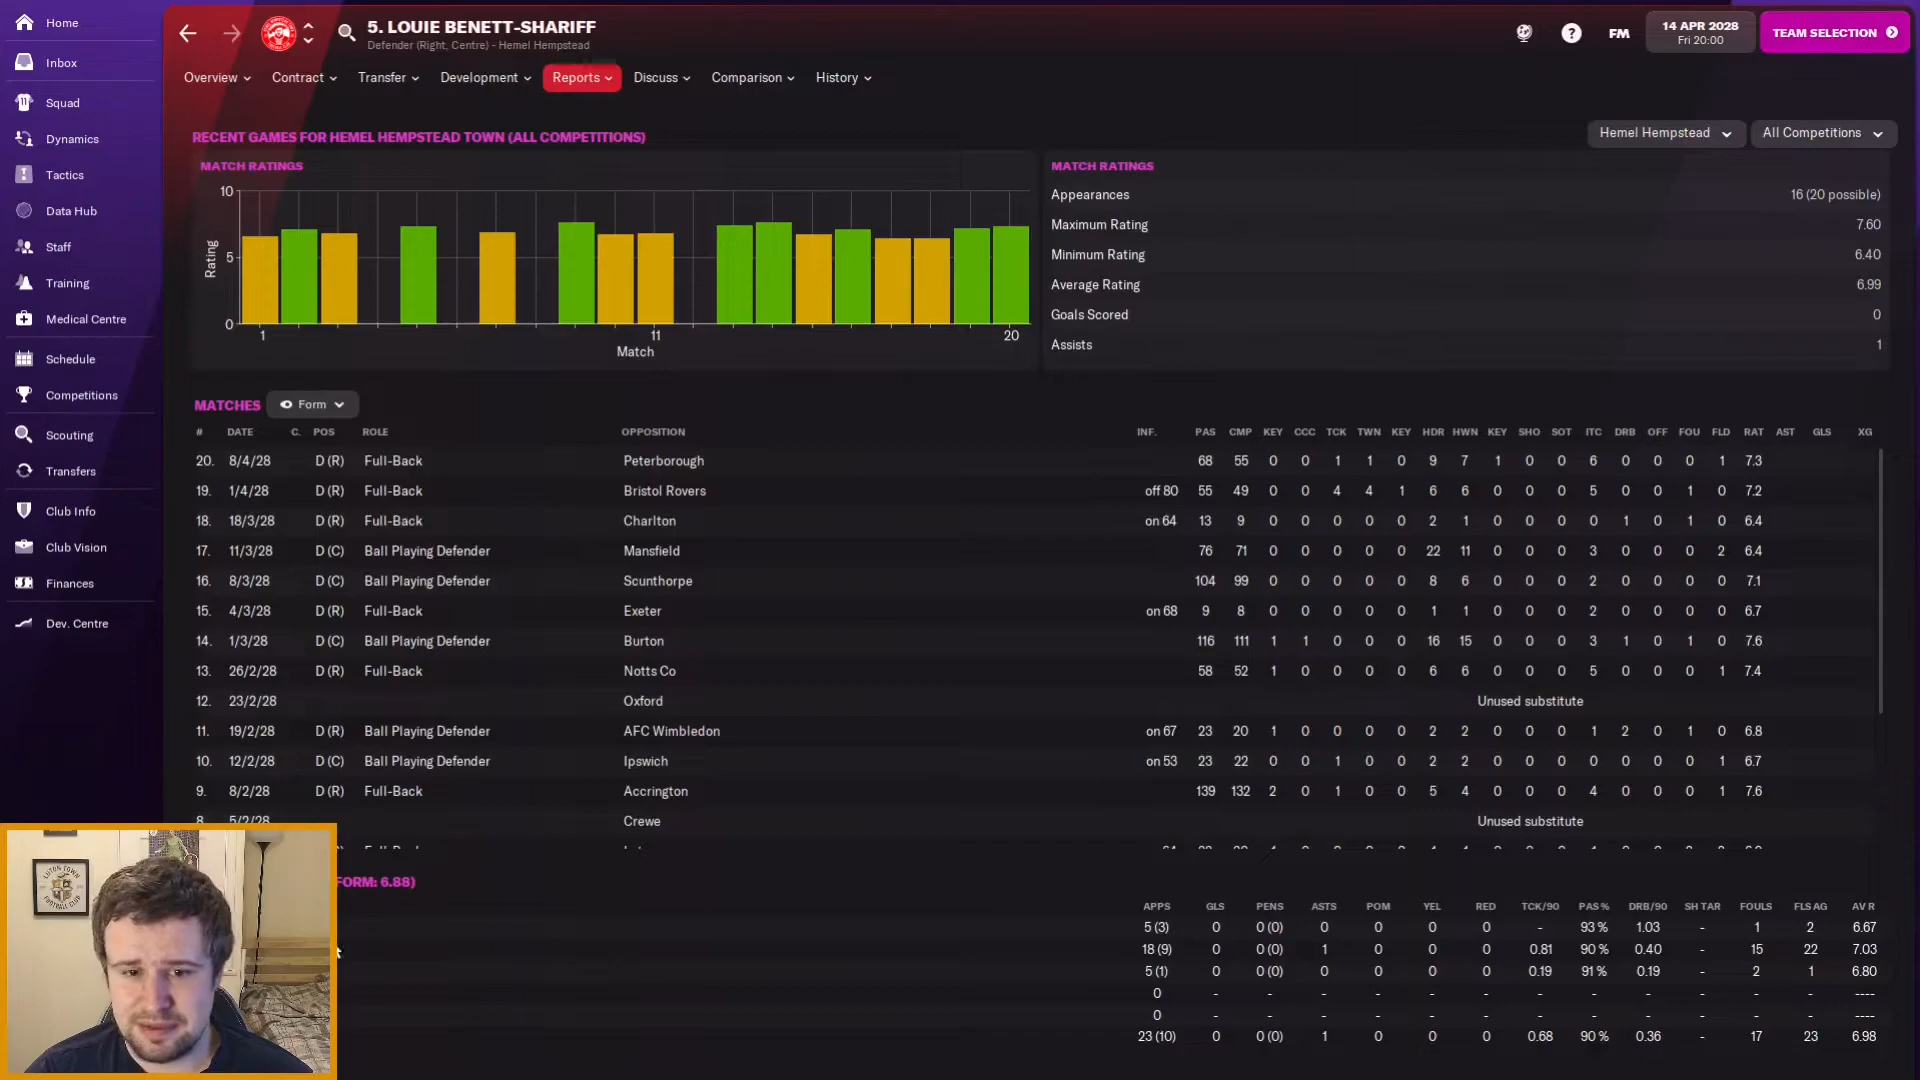 Home
Inbox
Squad
Dynamics
Tactics
Data Hub
Staff
Training
Medical Centre
Schedule
Competitions
Scouting
Transfers
Club Info
Club Vision
Finances
Dev. Centre
5. LOUIE BENETT-SHARIFF
Defender (Right, Centre) - Hemel Hempstead
FM
14 APR 2028
Fri 20:00
TEAM SELECTION
Overview Contract Transfer Development Reports Discuss Comparison History
RECENT GAMES FOR HEMEL HEMPSTEAD TOWN (ALL COMPETITIONS)
Hemel Hempstead
All Competitions
MATCH RATINGS
10
5
0
Rating
1 11 20
Match
MATCH RATINGS
Appearances 16 (20 possible)
Maximum Rating 7.60
Minimum Rating 6.40
Average Rating 6.99
Goals Scored 0
Assists 1
MATCHES Form
# DATE C. POS ROLE OPPOSITION INF. PAS CMP KEY CCC TCK TWN KEY HDR HWN KEY SHO SOT ITC DRB OFF FOU FLD RAT AST GLS XG
20. 8/4/28 D (R) Full-Back Peterborough 68 55 0 0 1 1 0 9 7 1 0 0 6 0 0 0 1 7.3
19. 1/4/28 D (R) Full-Back Bristol Rovers off 80 55 49 0 0 4 4 1 6 6 0 0 0 5 0 0 1 0 7.2
18. 18/3/28 D (R) Full-Back Charlton on 64 13 9 0 0 0 0 0 2 1 0 0 0 0 1 0 1 0 6.4
17. 11/3/28 D (C) Ball Playing Defender Mansfield 76 71 0 0 0 0 0 22 11 0 0 0 3 0 0 0 2 6.4
16. 8/3/28 D (C) Ball Playing Defender Scunthorpe 104 99 0 0 0 0 0 8 6 0 0 0 2 0 0 0 0 7.1
15. 4/3/28 D (R) Full-Back Exeter on 68 9 8 0 0 0 0 0 1 1 0 0 0 2 0 0 0 0 6.7
14. 1/3/28 D (C) Ball Playing Defender Burton 116 111 1 1 0 0 0 16 15 0 0 0 3 1 0 1 0 7.6
13. 26/2/28 D (R) Full-Back Notts Co 58 52 1 0 0 0 0 6 6 0 0 0 5 0 0 0 1 7.4
12. 23/2/28 Oxford Unused substitute
11. 19/2/28 D (R) Ball Playing Defender AFC Wimbledon on 67 23 20 1 0 0 0 0 2 2 0 0 0 1 2 0 1 0 6.8
10. 12/2/28 D (C) Ball Playing Defender Ipswich on 53 23 22 0 0 1 0 0 2 2 0 0 0 0 0 0 0 1 6.7
9. 8/2/28 D (R) Full-Back Accrington 139 132 2 0 1 0 0 5 4 0 0 0 4 0 0 0 1 7.6
8. 5/2/28 Crewe Unused substitute
FORM: 6.88)
APPS GLS PENS ASTS POM YEL RED TCK/90 PAS % DRB/90 SH TAR FOULS FLS AG AV R
5 (3) 0 0 (0) 0 0 0 0 - 93 % 1.03 - 1 2 6.67
18 (9) 0 0 (0) 1 0 0 0 0.81 90 % 0.40 - 15 22 7.03
5 (1) 0 0 (0) 0 0 0 0 0.19 91 % 0.19 - 2 1 6.80
0 - - - - - - - - - - - - ----
0 - - - - - - - - - - - - ----
23 (10) 0 0 (0) 1 0 0 0 0.68 90 % 0.36 - 17 23 6.98
LUTON TOWN
FOOTBALL CLUB